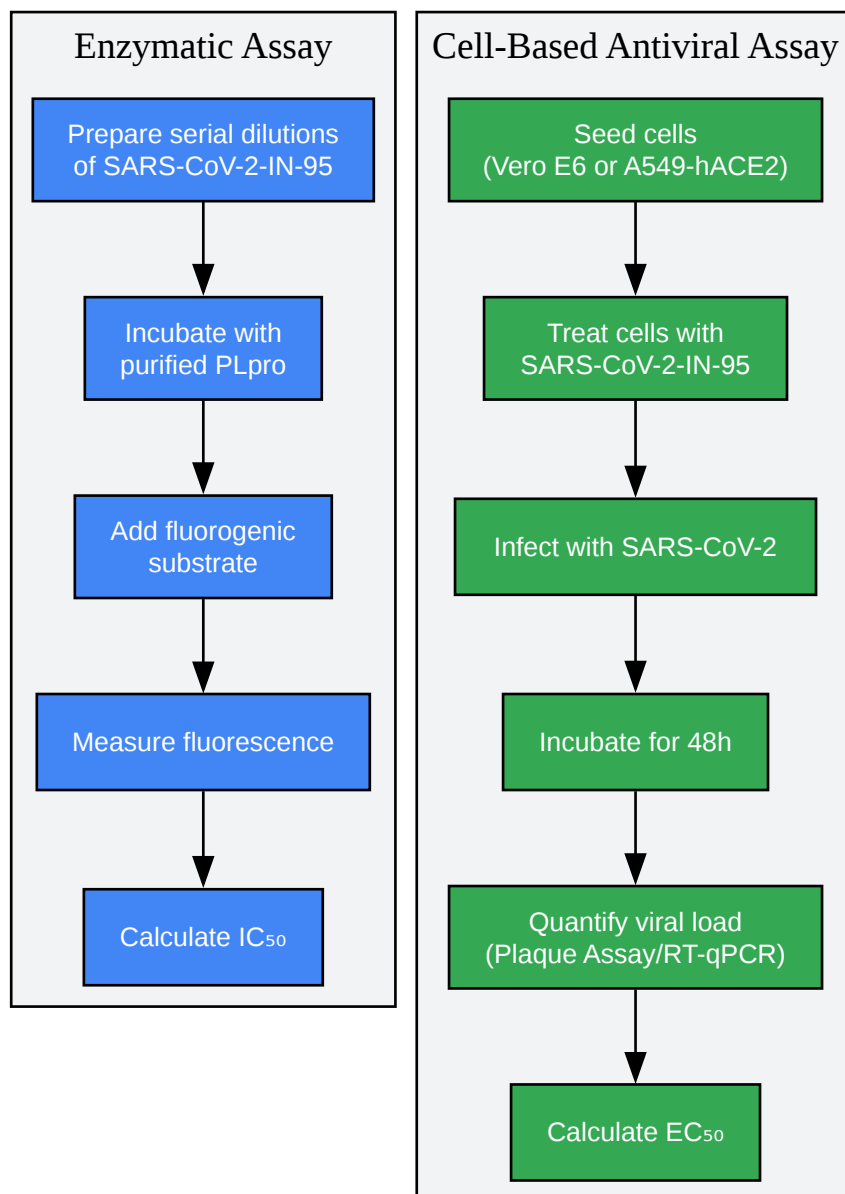 Enzymatic Assay
Prepare serial dilutions
of SARS-CoV-2-IN-95
Incubate with
purified PLpro
Add fluorogenic
substrate
Measure fluorescence
Calculate IC₅₀
Cell-Based Antiviral Assay
Seed cells
(Vero E6 or A549-hACE2)
Treat cells with
SARS-CoV-2-IN-95
Infect with SARS-CoV-2
Incubate for 48h
Quantify viral load
(Plaque Assay/RT-qPCR)
Calculate EC₅₀